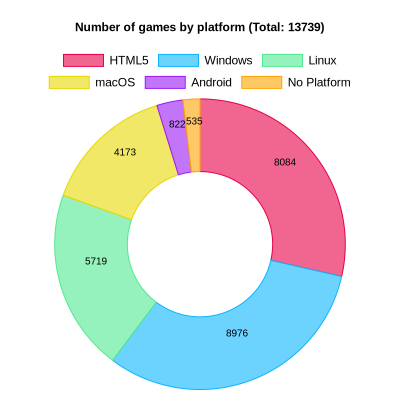 Number of games by platform (Total: 13739)
HTML5 Windows Linux
macOS Android No Platform
822 535
4173 8084
5719
8976